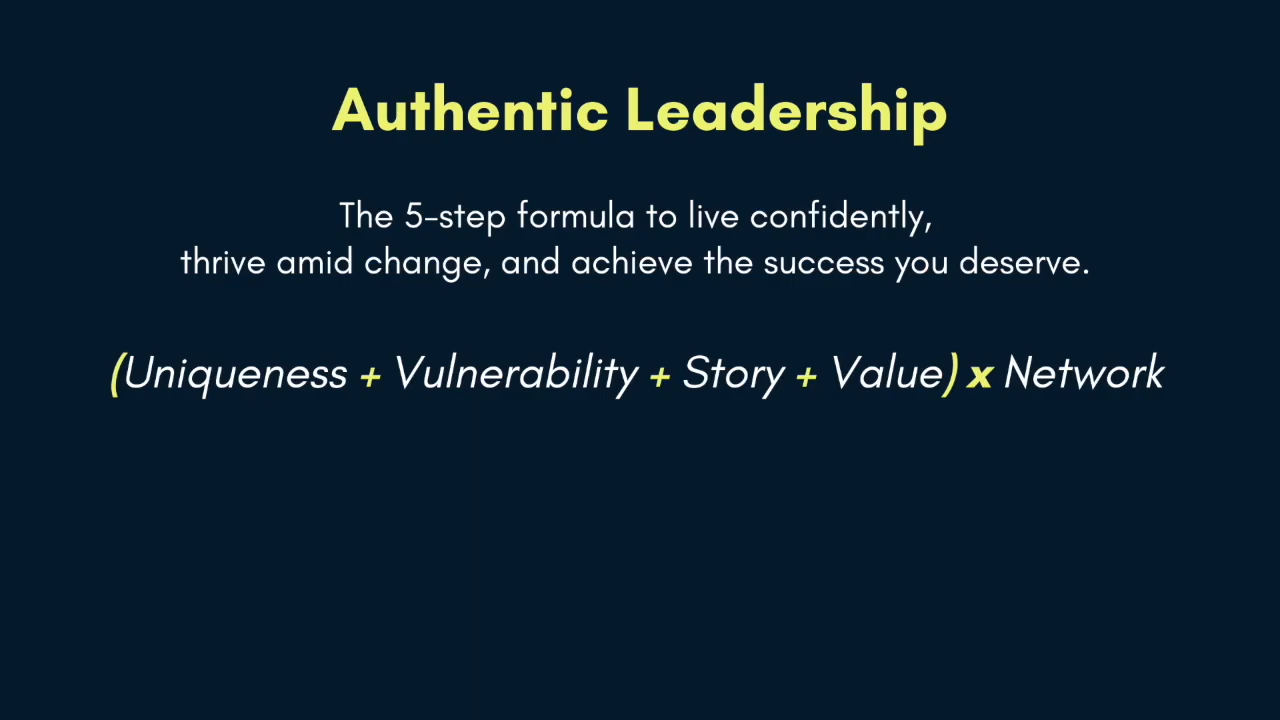 Authentic Leadership
The 5-step formula to live confidently,
thrive amid change, and achieve the success you deserve.
(Uniqueness + Vulnerability + Story + Value) x Network